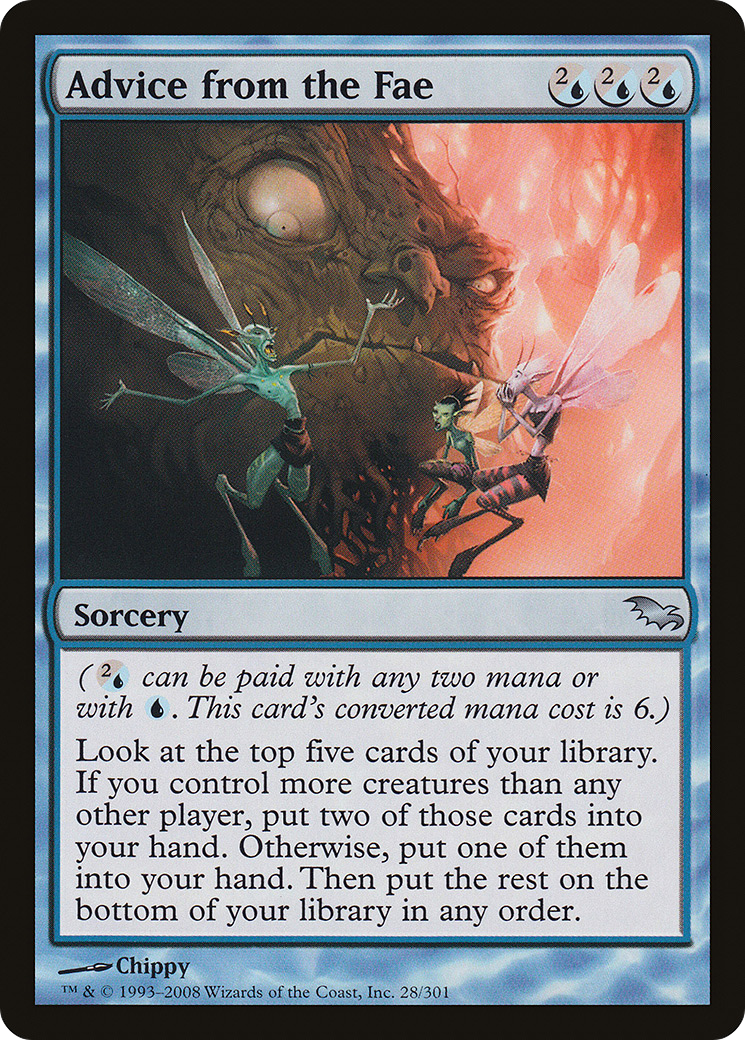 Advice from the Fae 2 2 2
Sorcery
(2 can be paid with any two mana or
with . This card's converted mana cost is 6.)
Look at the top five cards of your library.
If you control more creatures than any
other player, put two of those cards into
your hand. Otherwise, put one of them
into your hand. Then put the rest on the
bottom of your library in any order.
Chippy
™ & © 1993–2008 Wizards of the Coast, Inc. 28/301